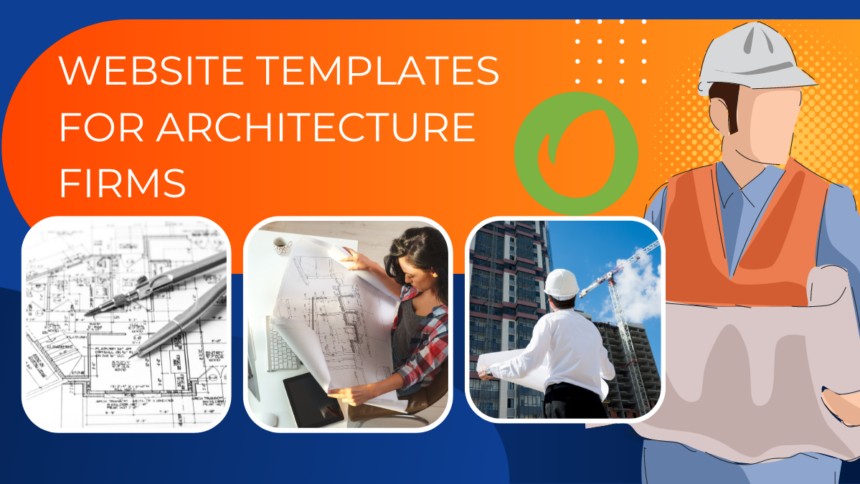 WEBSITE TEMPLATES
FOR ARCHITECTURE
FIRMS